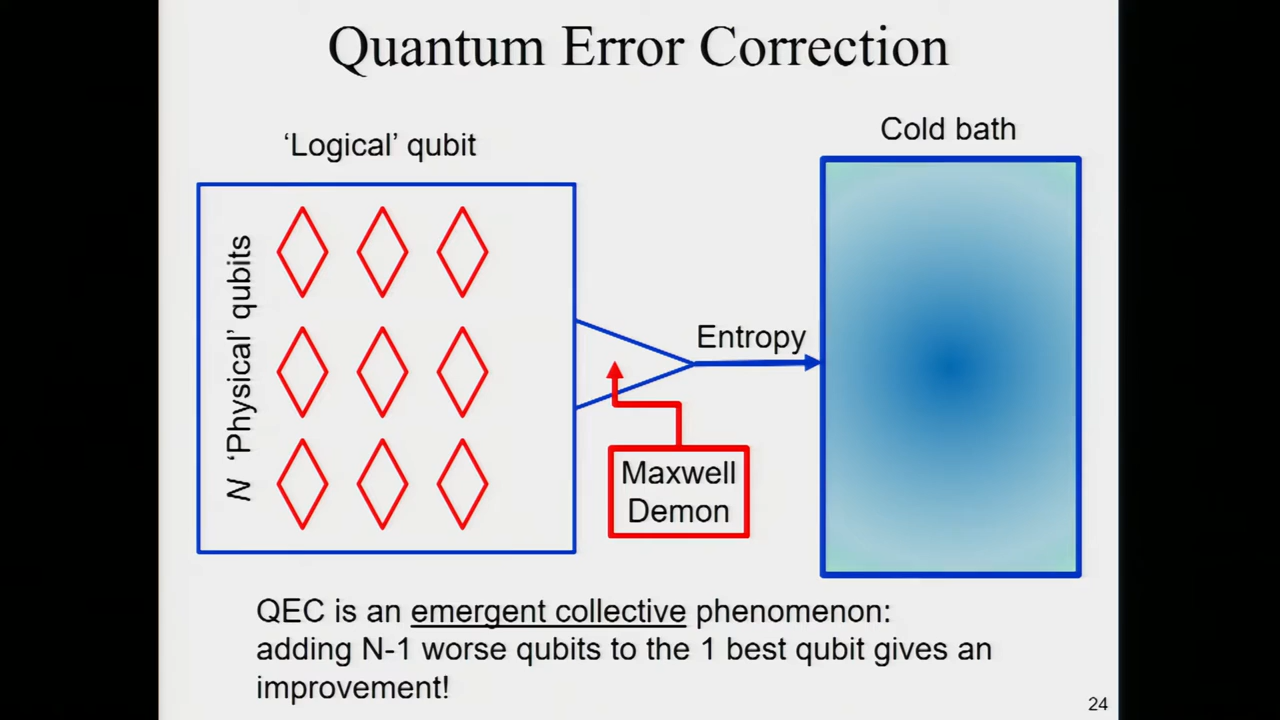 Quantum Error Correction
‘Logical’ qubit
Cold bath
N ‘Physical’ qubits
Entropy
Maxwell
Demon
QEC is an emergent collective phenomenon:
adding N-1 worse qubits to the 1 best qubit gives an
improvement!
24